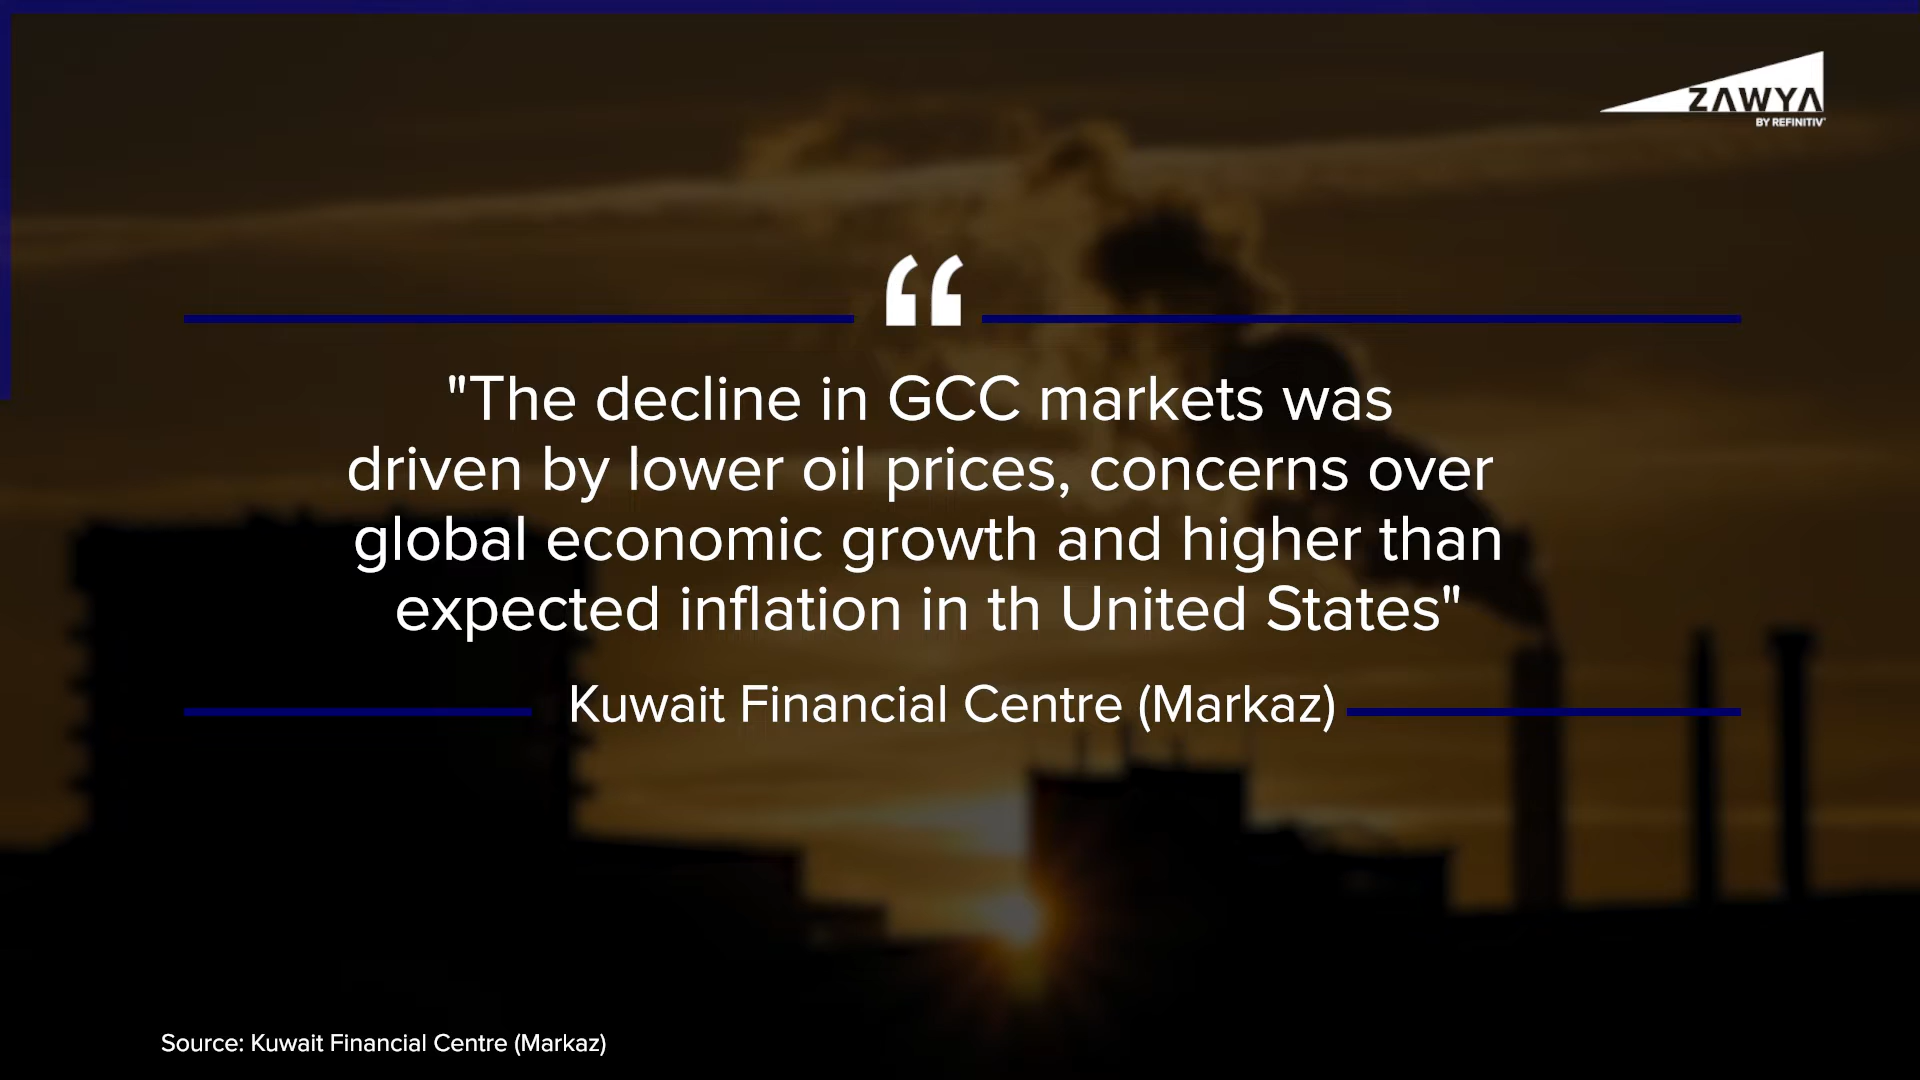 ZAWYA
BY REFINITIV
"The decline in GCC markets was
driven by lower oil prices, concerns over
global economic growth and higher than
expected inflation in th United States"
Kuwait Financial Centre (Markaz)
Source: Kuwait Financial Centre (Markaz)